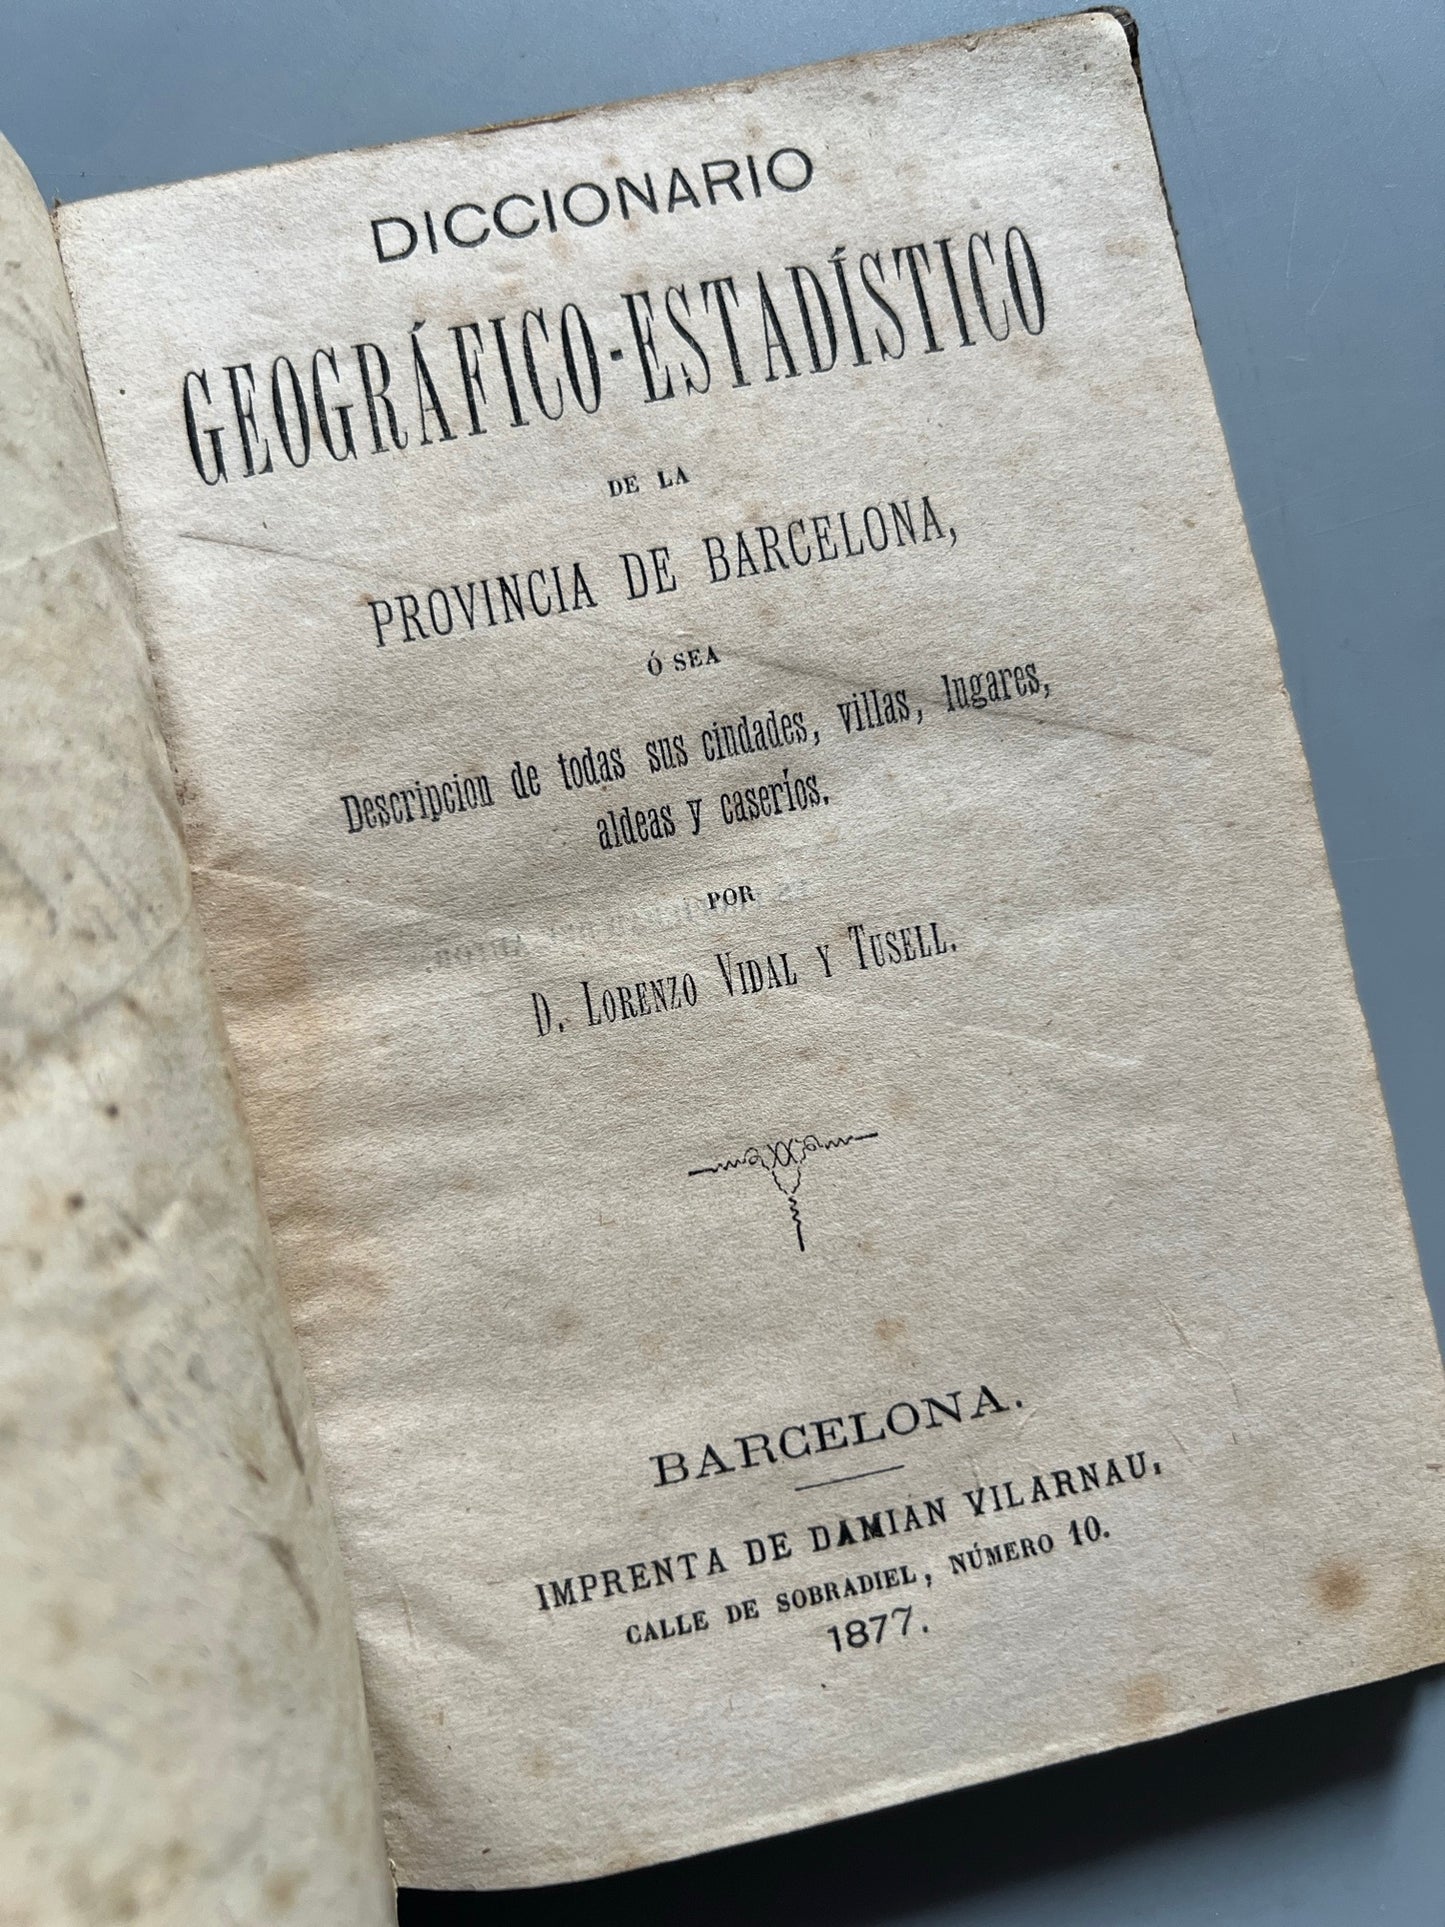 DICCIONARIO
GEOGRÁFICO-ESTADÍSTICO
DE LA
PROVINCIA DE BARCELONA,
Ó SEA
Descripcion de todas sus ciudades, villas, lugares,
aldeas y caseríos.
POR
D. LORENZO VIDAL Y TUSELL.
BARCELONA.
IMPRENTA DE DAMIAN VILARNAU,
CALLE DE SOBRADIEL, NÚMERO 10.
1877.